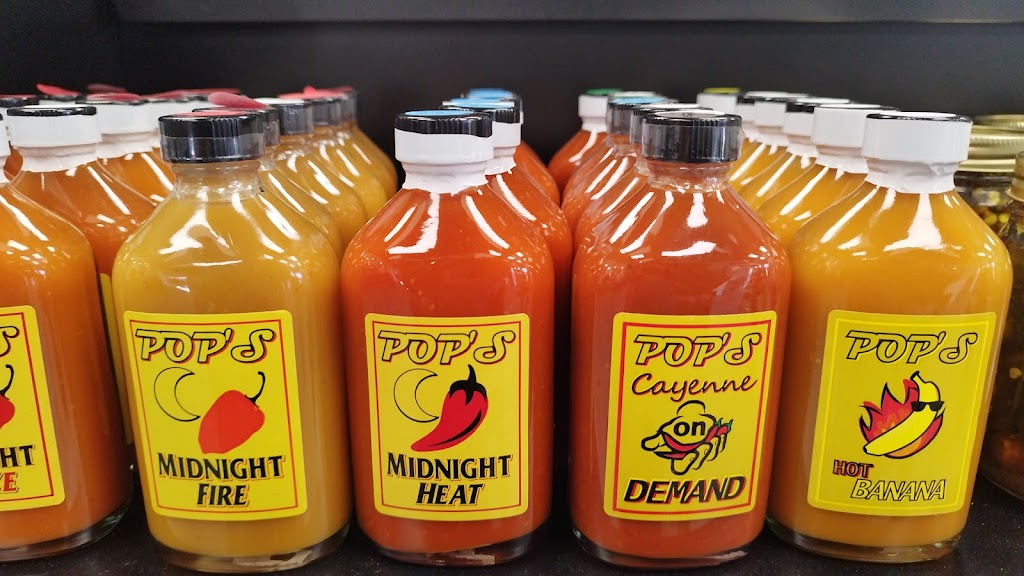 POP'S
MIDNIGHT
FIRE
POP'S
MIDNIGHT
HEAT
POP'S
Cayenne
on
DEMAND
POP'S
HOT
BANANA